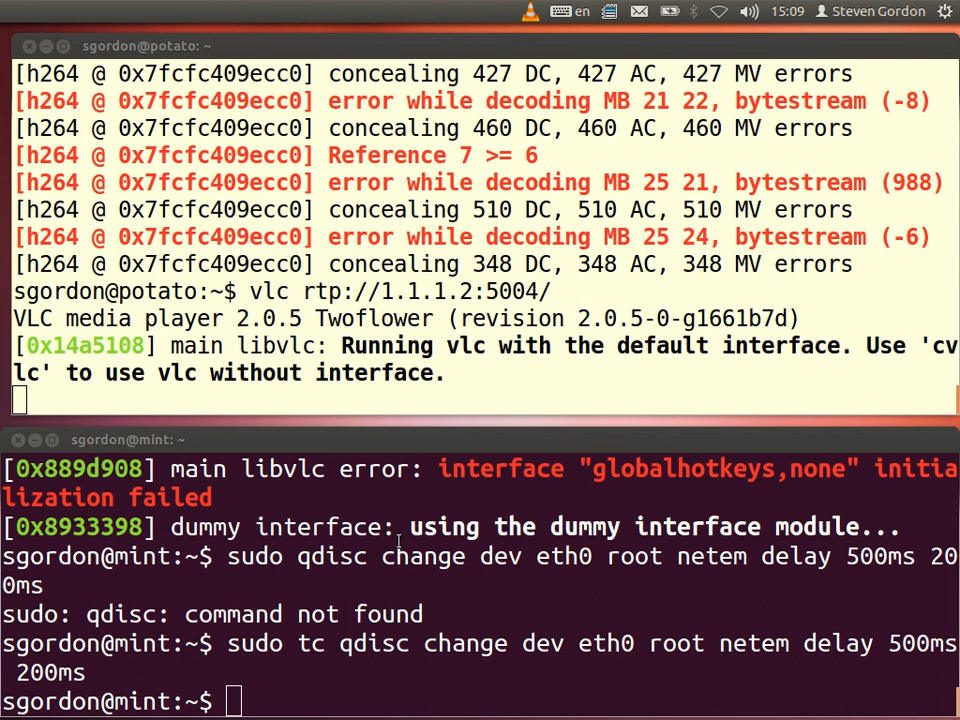 en 15:09 Steven Gordon
sgordon@potato: ~
[h264 @ 0x7fcfc409ecc0] concealing 427 DC, 427 AC, 427 MV errors
[h264 @ 0x7fcfc409ecc0] error while decoding MB 21 22, bytestream (-8)
[h264 @ 0x7fcfc409ecc0] concealing 460 DC, 460 AC, 460 MV errors
[h264 @ 0x7fcfc409ecc0] Reference 7 >= 6
[h264 @ 0x7fcfc409ecc0] error while decoding MB 25 21, bytestream (988)
[h264 @ 0x7fcfc409ecc0] concealing 510 DC, 510 AC, 510 MV errors
[h264 @ 0x7fcfc409ecc0] error while decoding MB 25 24, bytestream (-6)
[h264 @ 0x7fcfc409ecc0] concealing 348 DC, 348 AC, 348 MV errors
sgordon@potato:~$ vlc rtp://1.1.1.2:5004/
VLC media player 2.0.5 Twoflower (revision 2.0.5-0-g1661b7d)
[0x14a5108] main libvlc: Running vlc with the default interface. Use 'cv
lc' to use vlc without interface.
sgordon@mint: ~
[0x889d908] main libvlc error: interface "globalhotkeys,none" initia
lization failed
[0x8933398] dummy interface: using the dummy interface module...
sgordon@mint:~$ sudo qdisc change dev eth0 root netem delay 500ms 20
0ms
sudo: qdisc: command not found
sgordon@mint:~$ sudo tc qdisc change dev eth0 root netem delay 500ms
200ms
sgordon@mint:~$